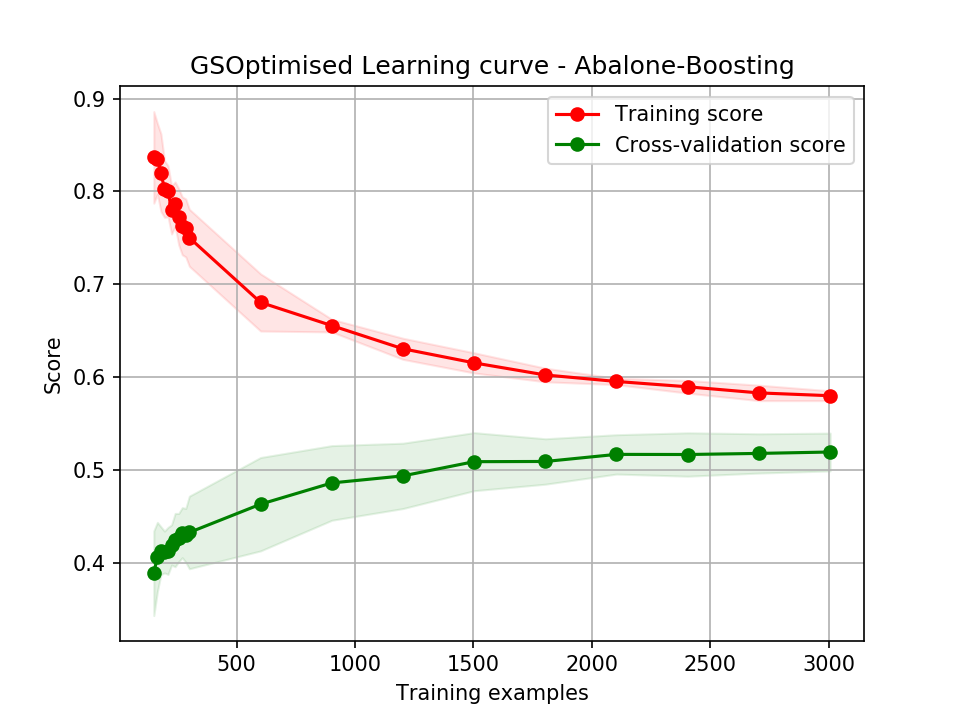 GSOptimised Learning curve - Abalone-Boosting
Training score
Cross-validation score
Score
0.9
0.8
0.7
0.6
0.5
0.4
500 1000 1500 2000 2500 3000
Training examples